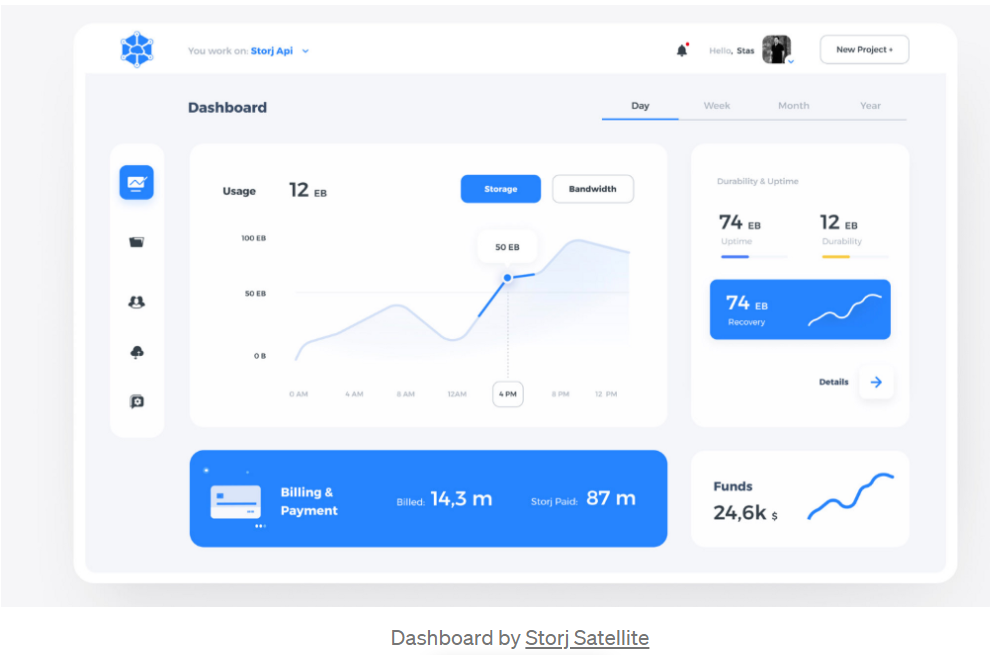 You work on: Storj Api
Hello, Stas
New Project +
Dashboard
Day
Week
Month
Year
Usage
12 EB
Storage
Bandwidth
100 EB
50 EB
0 B
50 EB
0 AM
4 AM
8 AM
12AM
4 PM
8 PM
12 PM
Durability & Uptime
74 EB
Uptime
12 EB
Durability
74 EB
Recovery
Details
Billing &
Payment
Billed: 14,3 m
Storj Paid: 87 m
Funds
24,6k $
Dashboard by Storj Satellite